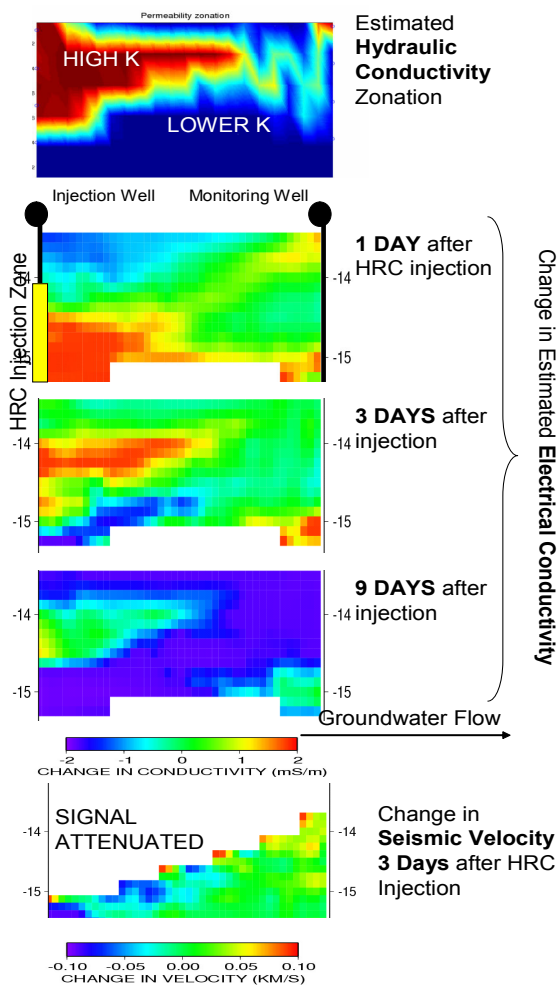 Permeability zonation
HIGH K
LOWER K
Estimated
Hydraulic
Conductivity
Zonation
Injection Well
Monitoring Well
HRC Injection Zone
-14
-15
-14
-15
1 DAY after
HRC injection
-14
-15
-14
-15
3 DAYS after
injection
-14
-15
-14
-15
9 DAYS after
injection
Change in Estimated Electrical Conductivity
Groundwater Flow
-2 -1 0 1 2
CHANGE IN CONDUCTIVITY (mS/m)
SIGNAL
ATTENUATED
-14
-15
-14
-15
Change in
Seismic Velocity
3 Days after HRC
Injection
-0.10 -0.05 0.00 0.05 0.10
CHANGE IN VELOCITY (KM/S)